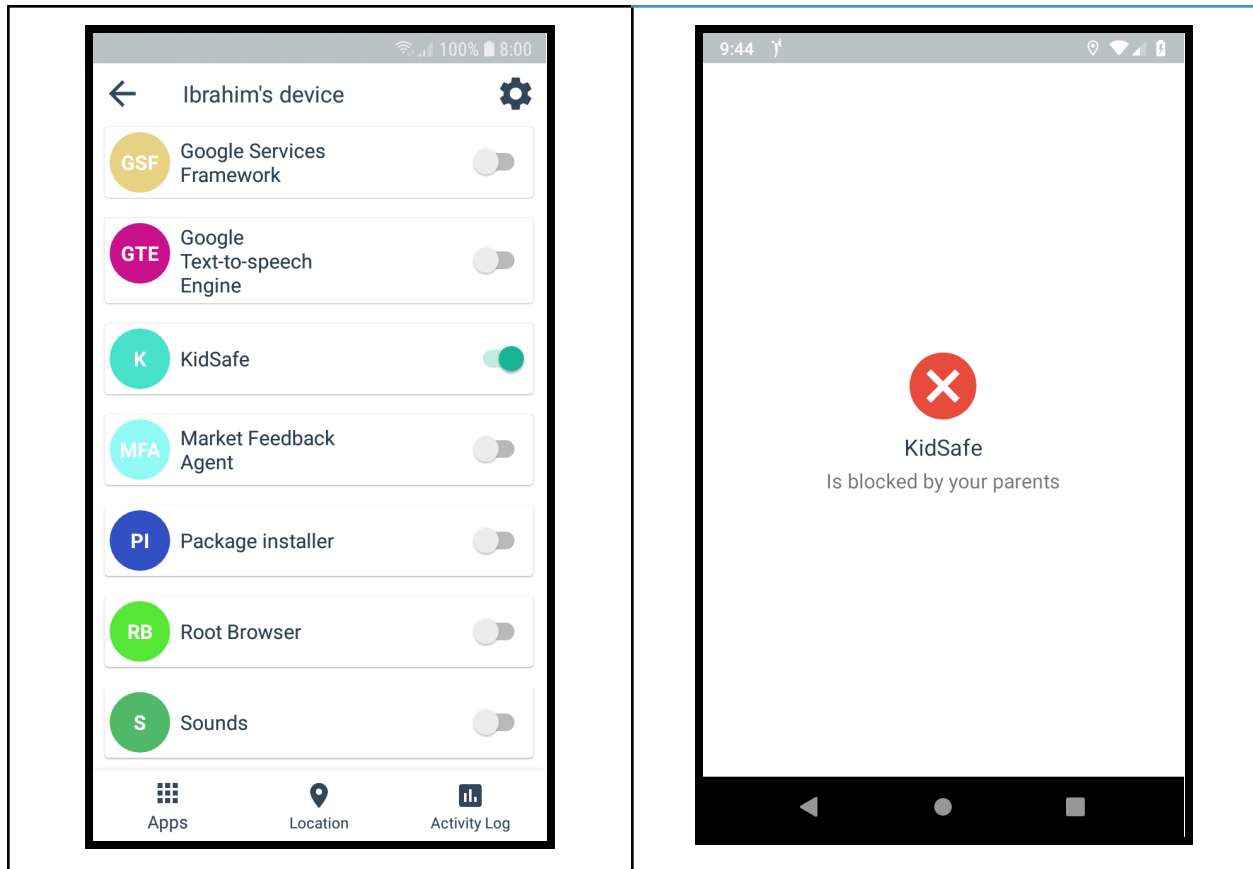 100% 8:00
Ibrahim's device
GSF
Google Services
Framework
GTE
Google
Text-to-speech
Engine
K
KidSafe
MFA
Market Feedback
Agent
PI
Package installer
RB
Root Browser
S
Sounds
Apps
Location
Activity Log
9:44
KidSafe
Is blocked by your parents